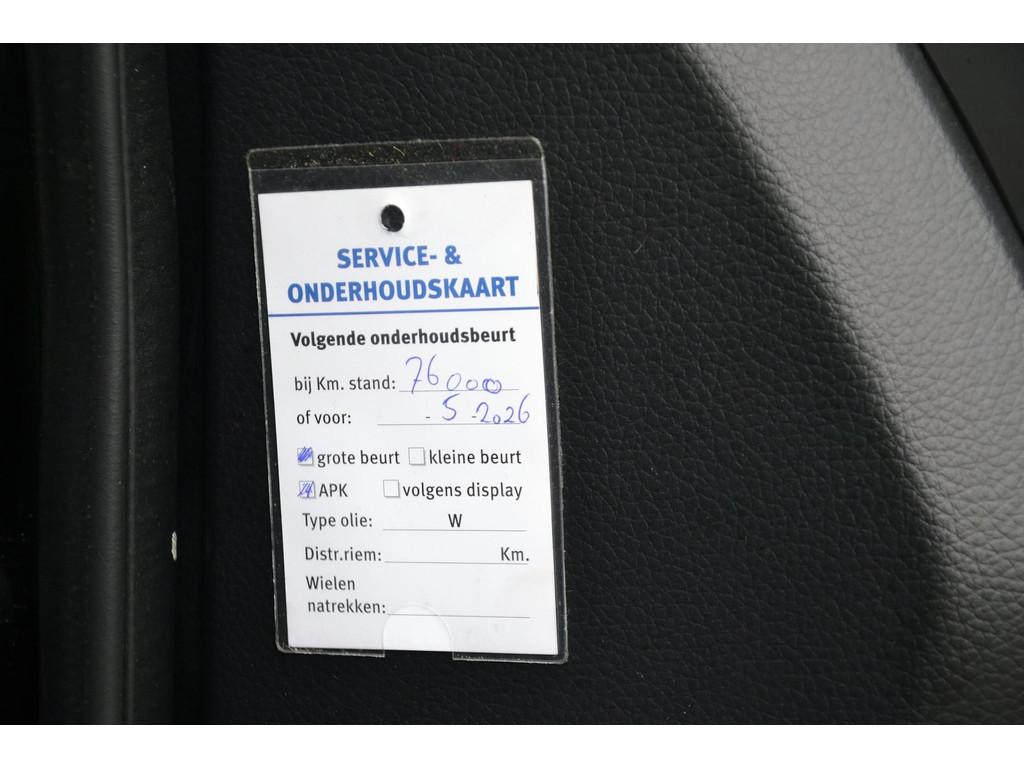 SERVICE- &
ONDERHOUDSKAART
Volgende onderhoudsbeurt
bij Km. stand: 76000
of voor: - 5 - 2026
grote beurt kleine beurt
APK volgens display
Type olie: W
Distr.riem: Km.
Wielen
natrekken: